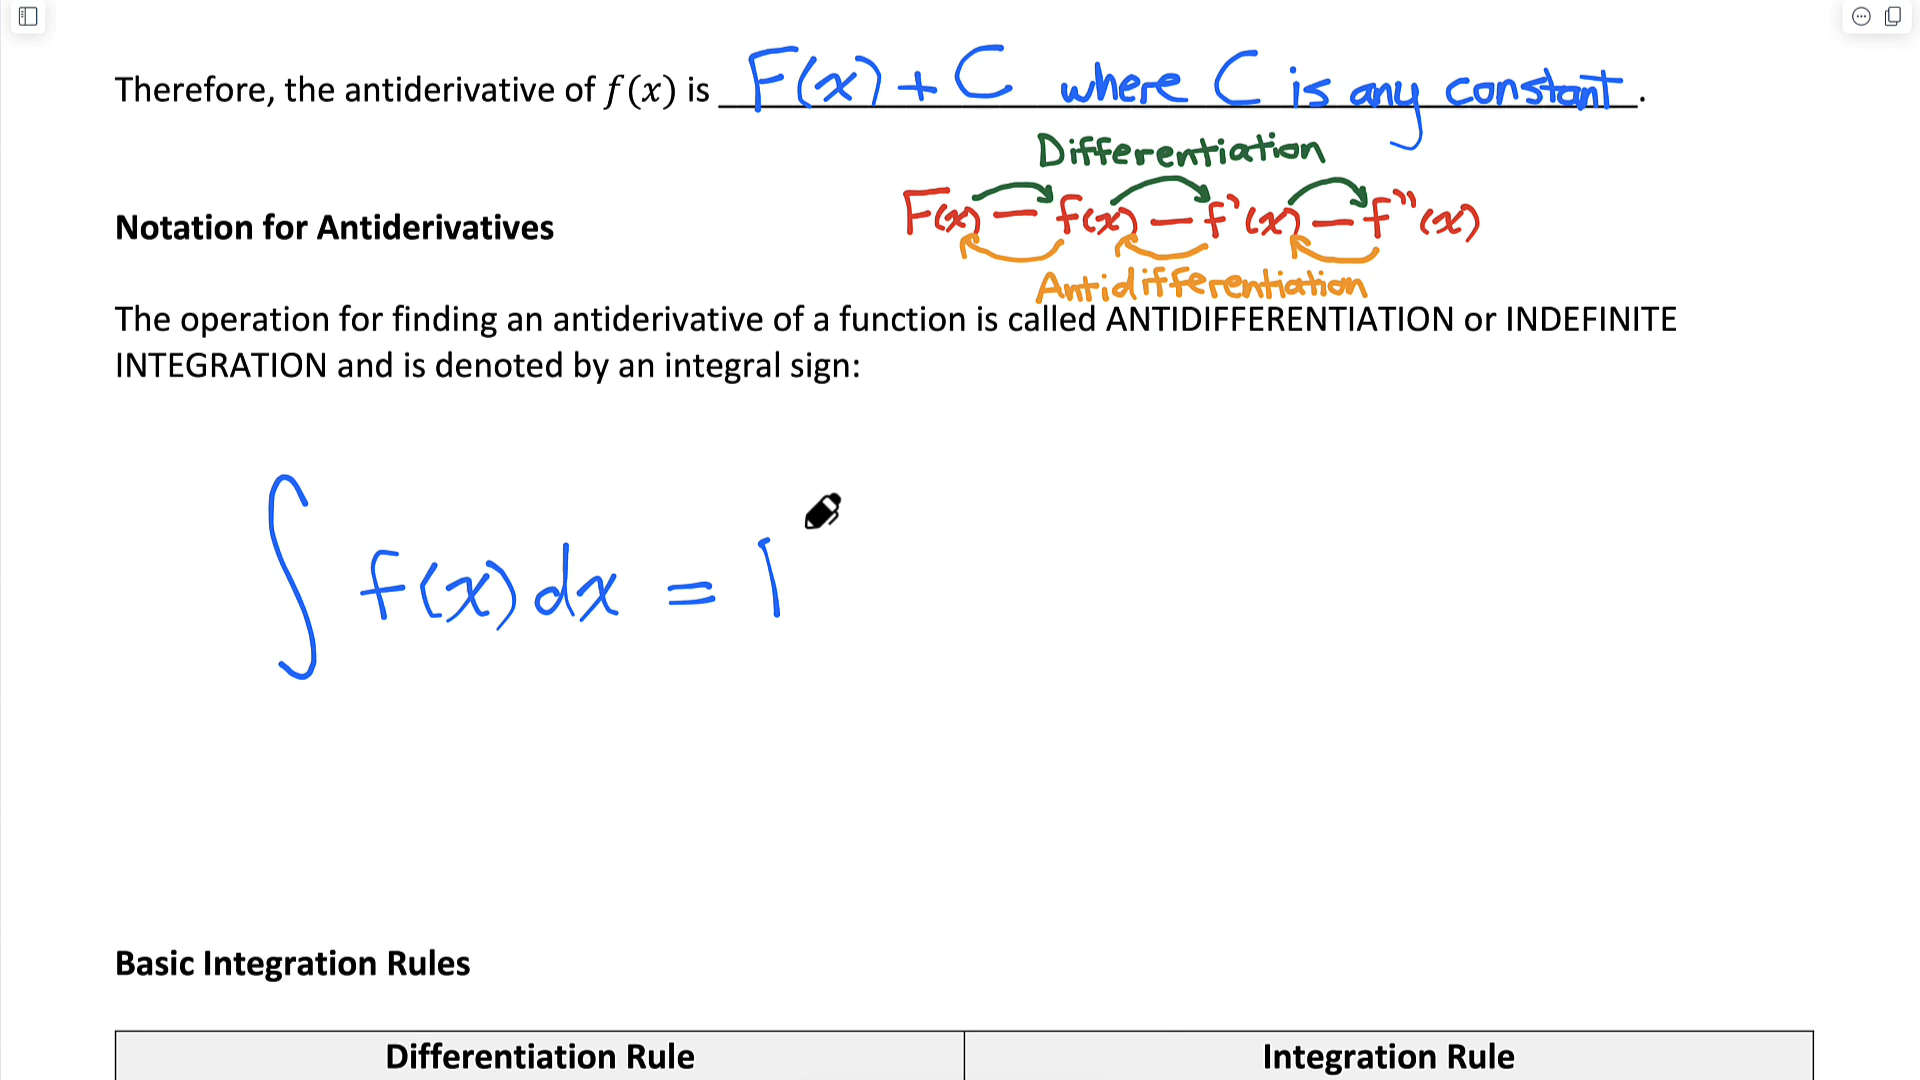 Therefore, the antiderivative of f(x) is F(x) + C where C is any constant.
Differentiation
F(x) — f(x) — f'(x) — f''(x)
Antidifferentiation
Notation for Antiderivatives
The operation for finding an antiderivative of a function is called ANTIDIFFERENTIATION or INDEFINITE
INTEGRATION and is denoted by an integral sign:
∫ f(x) dx =
Basic Integration Rules
Differentiation Rule
Integration Rule